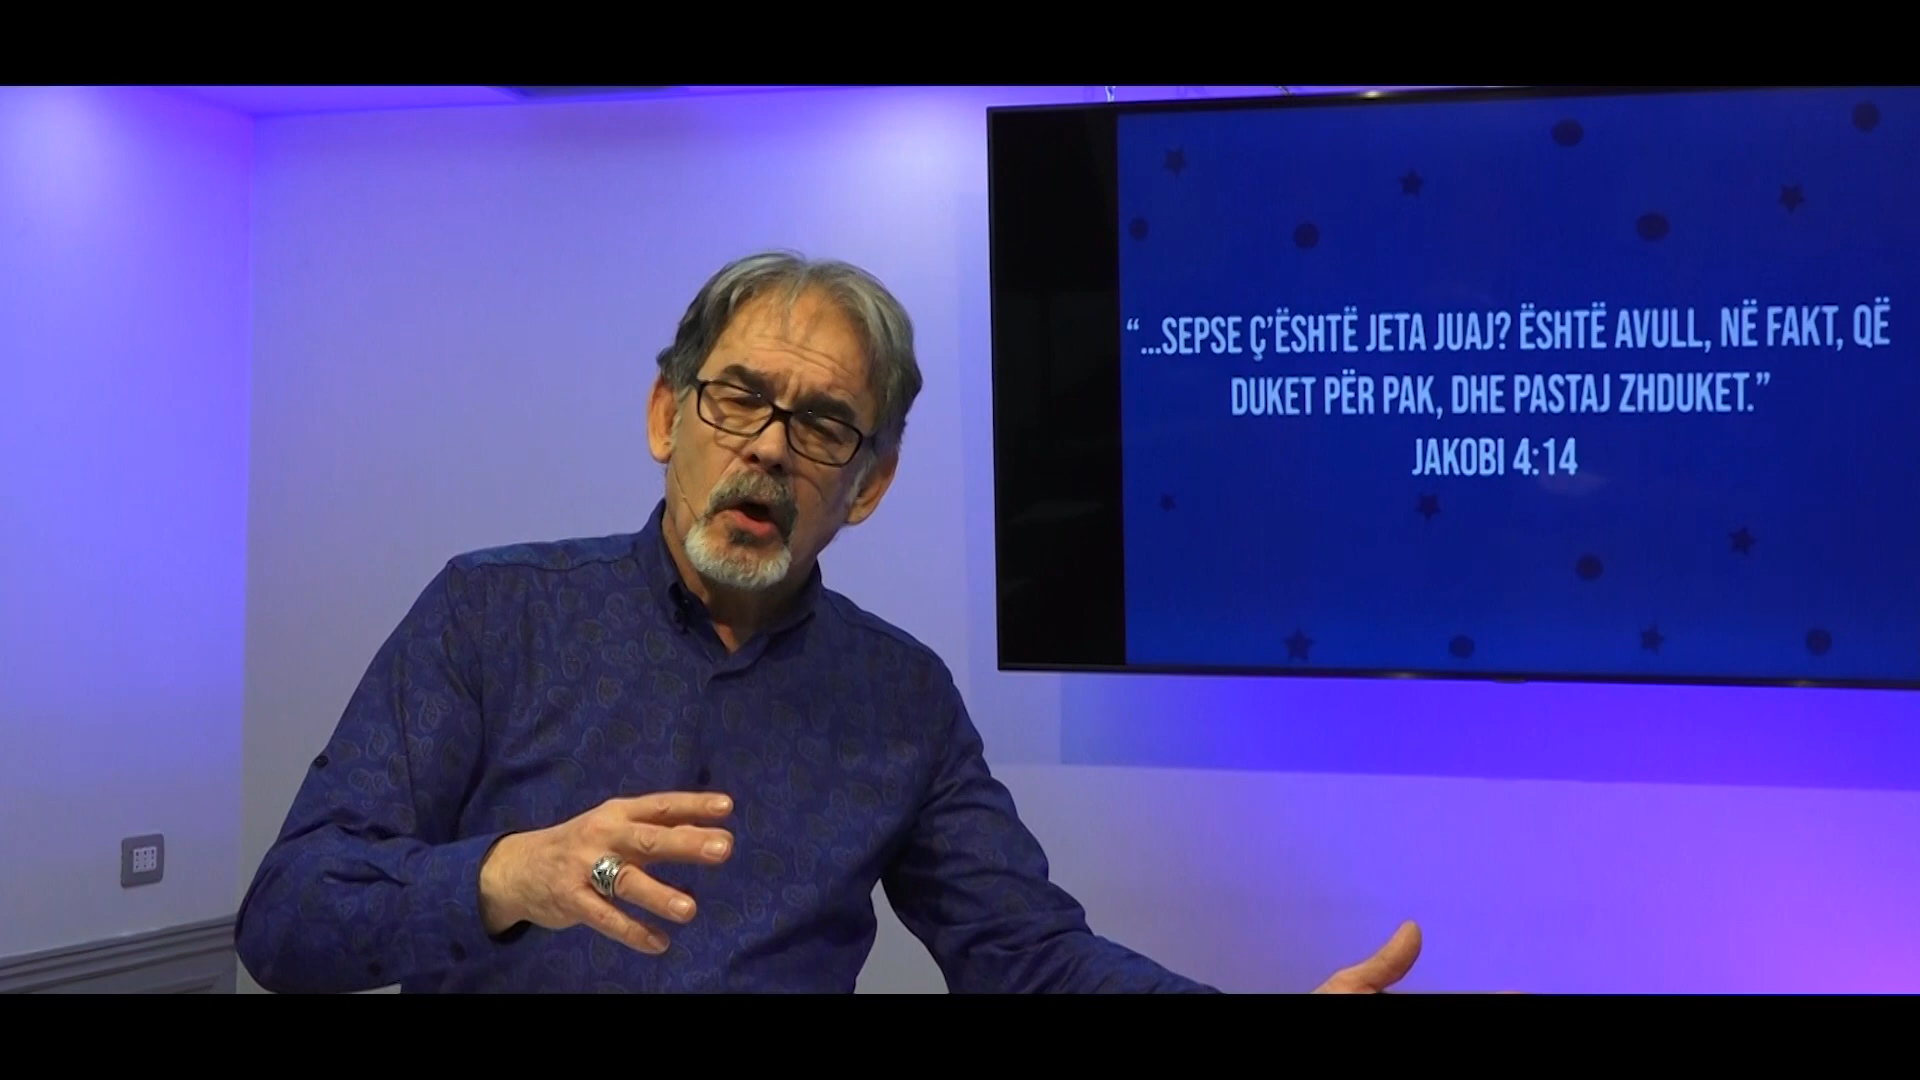 “...SEPSE Ç’ËSHTË JETA JUAJ? ËSHTË AVULL, NË FAKT, QË
DUKET PËR PAK, DHE PASTAJ ZHDUKET.”
JAKOBI 4:14